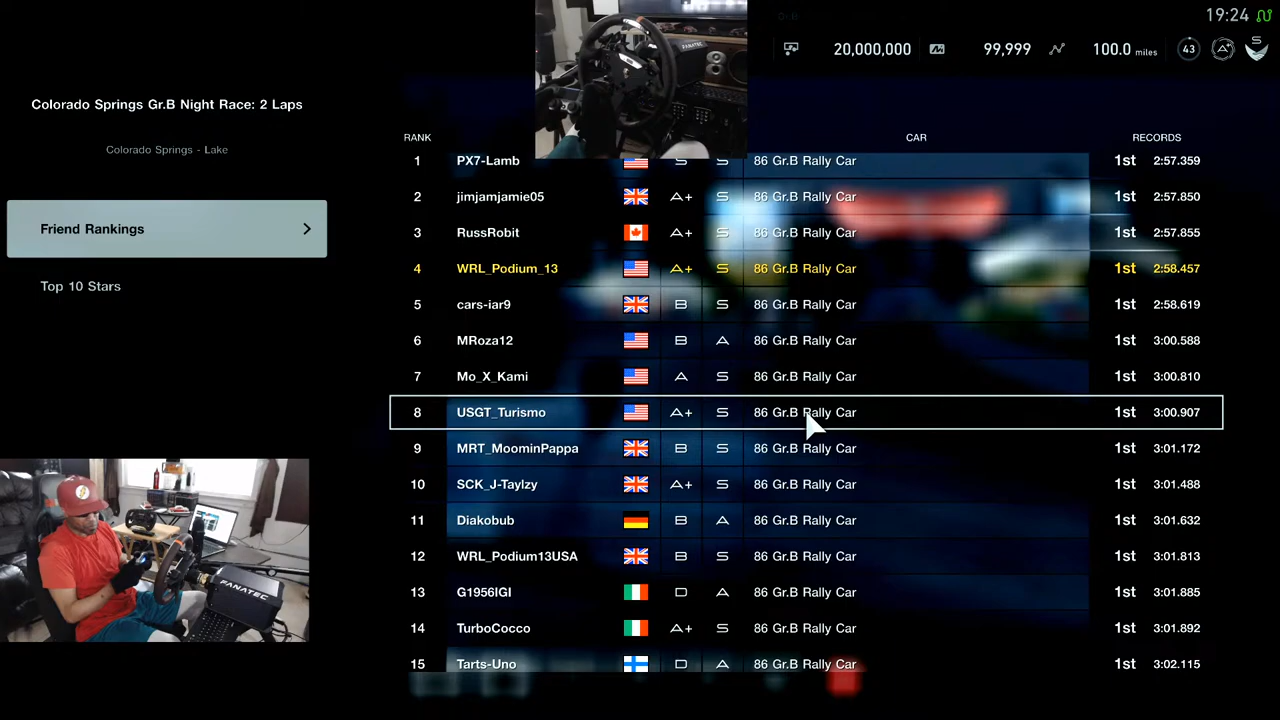 19:24
20,000,000 99,999 100.0 miles 43 A+ S
FANATEC
Colorado Springs Gr.B Night Race: 2 Laps
Colorado Springs - Lake
Friend Rankings
Top 10 Stars
RANK CAR RECORDS
1 PX7-Lamb S S 86 Gr.B Rally Car 1st 2:57.359
2 jimjamjamie05 A+ S 86 Gr.B Rally Car 1st 2:57.850
3 RussRobit A+ S 86 Gr.B Rally Car 1st 2:57.855
4 WRL_Podium_13 A+ S 86 Gr.B Rally Car 1st 2:58.457
5 cars-iar9 B S 86 Gr.B Rally Car 1st 2:58.619
6 MRoza12 B A 86 Gr.B Rally Car 1st 3:00.588
7 Mo_X_Kami A S 86 Gr.B Rally Car 1st 3:00.810
8 USGT_Turismo A+ S 86 Gr.B Rally Car 1st 3:00.907
9 MRT_MoominPappa B S 86 Gr.B Rally Car 1st 3:01.172
10 SCK_J-Taylzy A+ S 86 Gr.B Rally Car 1st 3:01.488
11 Diakobub B A 86 Gr.B Rally Car 1st 3:01.632
12 WRL_Podium13USA B S 86 Gr.B Rally Car 1st 3:01.813
13 G1956IGI D A 86 Gr.B Rally Car 1st 3:01.885
14 TurboCocco A+ S 86 Gr.B Rally Car 1st 3:01.892
15 Tarts-Uno D A 86 Gr.B Rally Car 1st 3:02.115
FANATEC